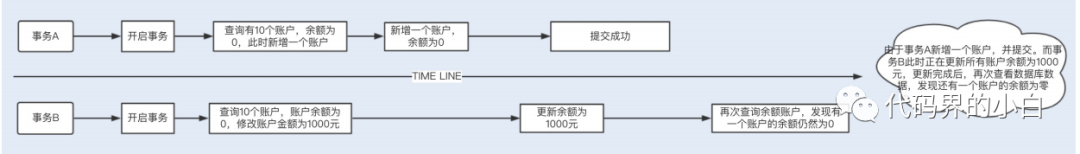 事务A
开启事务
查询有10个账户，余额为
0，此时新增一个账户
新增一个账户，
余额为0
提交成功
由于事务A新增一个账户，并提交。而事
务B此时正在更新所有账户余额为1000
元，更新完成后，再次查看数据库数
据，发现还有一个账户的余额为零
TIME LINE
代码界的小白
事务B
开启事务
查询10个账户，账户余额为
0，修改账户金额为1000元
更新余额为
1000元
再次查询余额账户，发现有
一个账户的余额仍然为0